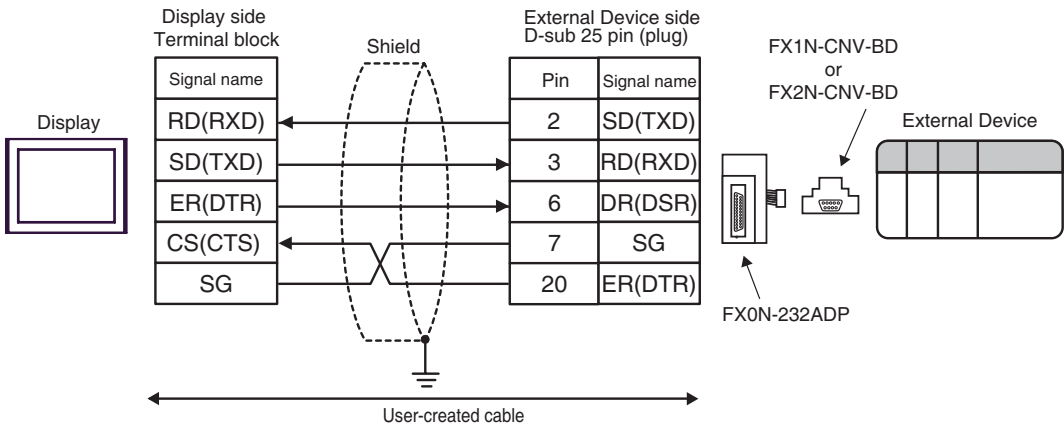 Display side
Terminal block
Shield
External Device side
D-sub 25 pin (plug)
FX1N-CNV-BD
or
FX2N-CNV-BD
Display
External Device
Signal name
Pin
Signal name
RD(RXD)
2
SD(TXD)
SD(TXD)
3
RD(RXD)
ER(DTR)
6
DR(DSR)
CS(CTS)
7
SG
SG
20
ER(DTR)
FX0N-232ADP
User-created cable